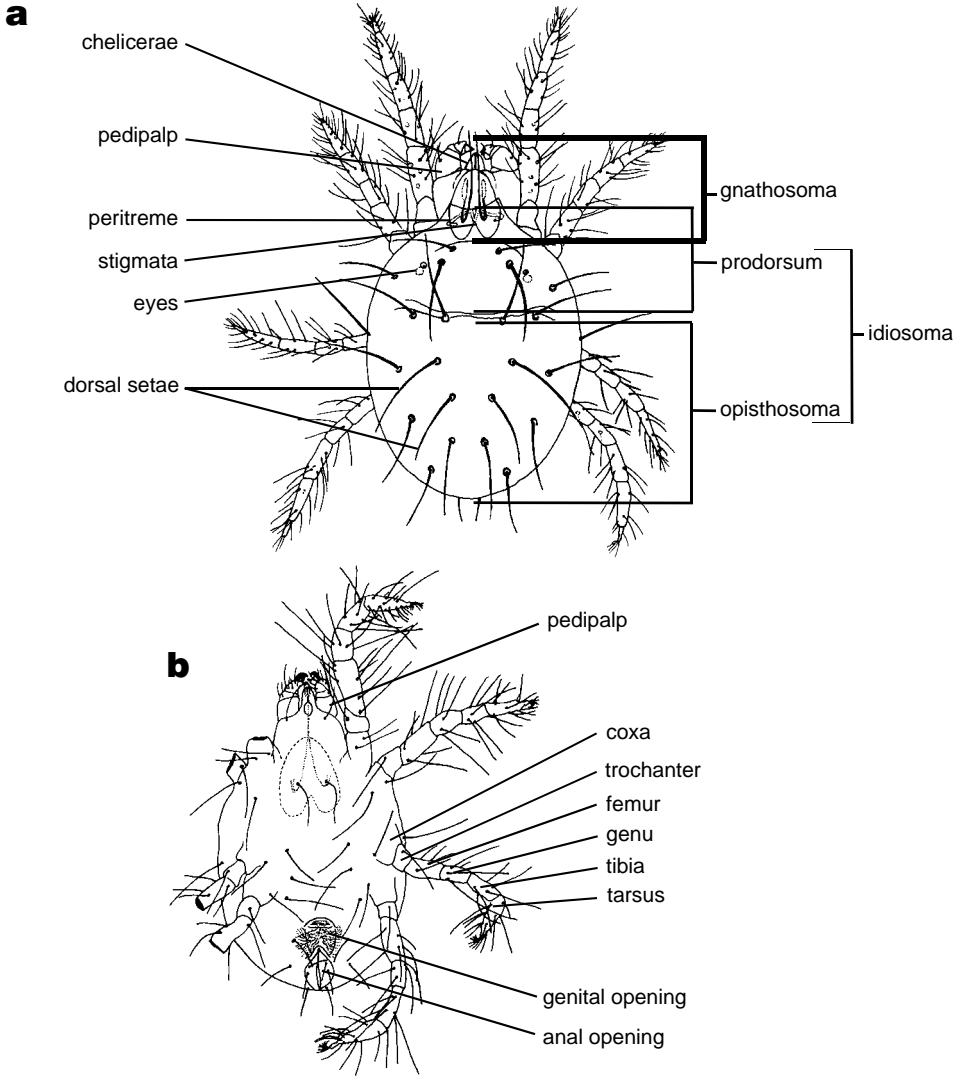 a
chelicerae
pedipalp
peritreme
stigmata
eyes
dorsal setae
gnathosoma
prodorsum
idiosoma
opisthosoma
b
pedipalp
coxa
trochanter
femur
genu
tibia
tarsus
genital opening
anal opening